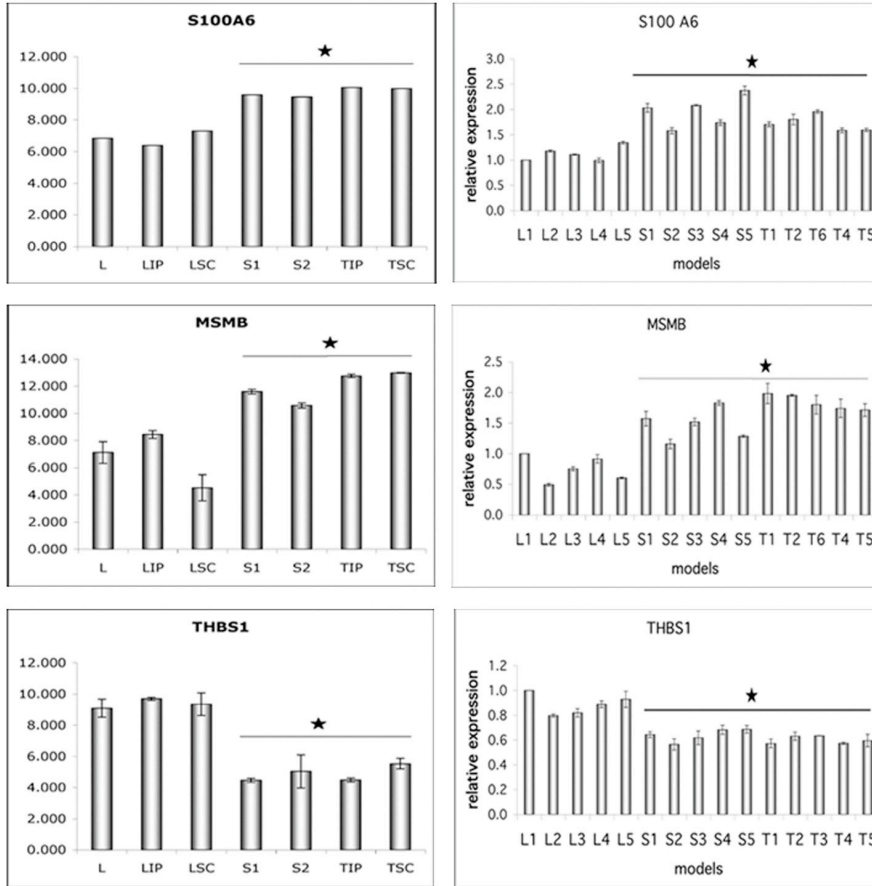 S100A6
12.000
10.000
8.000
6.000
4.000
2.000
0.000
L LIP LSC S1 S2 TIP TSC
S100 A6
relative expression
3.0
2.5
2.0
1.5
1.0
0.5
0.0
L1 L2 L3 L4 L5 S1 S2 S3 S4 S5 T1 T2 T6 T4 T5
models
MSMB
14.000
12.000
10.000
8.000
6.000
4.000
2.000
0.000
L LIP LSC S1 S2 TIP TSC
MSMB
relative expression
2.5
2.0
1.5
1.0
0.5
0.0
L1 L2 L3 L4 L5 S1 S2 S3 S4 S5 T1 T2 T6 T4 T5
models
THBS1
12.000
10.000
8.000
6.000
4.000
2.000
0.000
L LIP LSC S1 S2 TIP TSC
THBS1
relative expression
1.2
1.0
0.8
0.6
0.4
0.2
0.0
L1 L2 L3 L4 L5 S1 S2 S3 S4 S5 T1 T2 T3 T4 T5
models